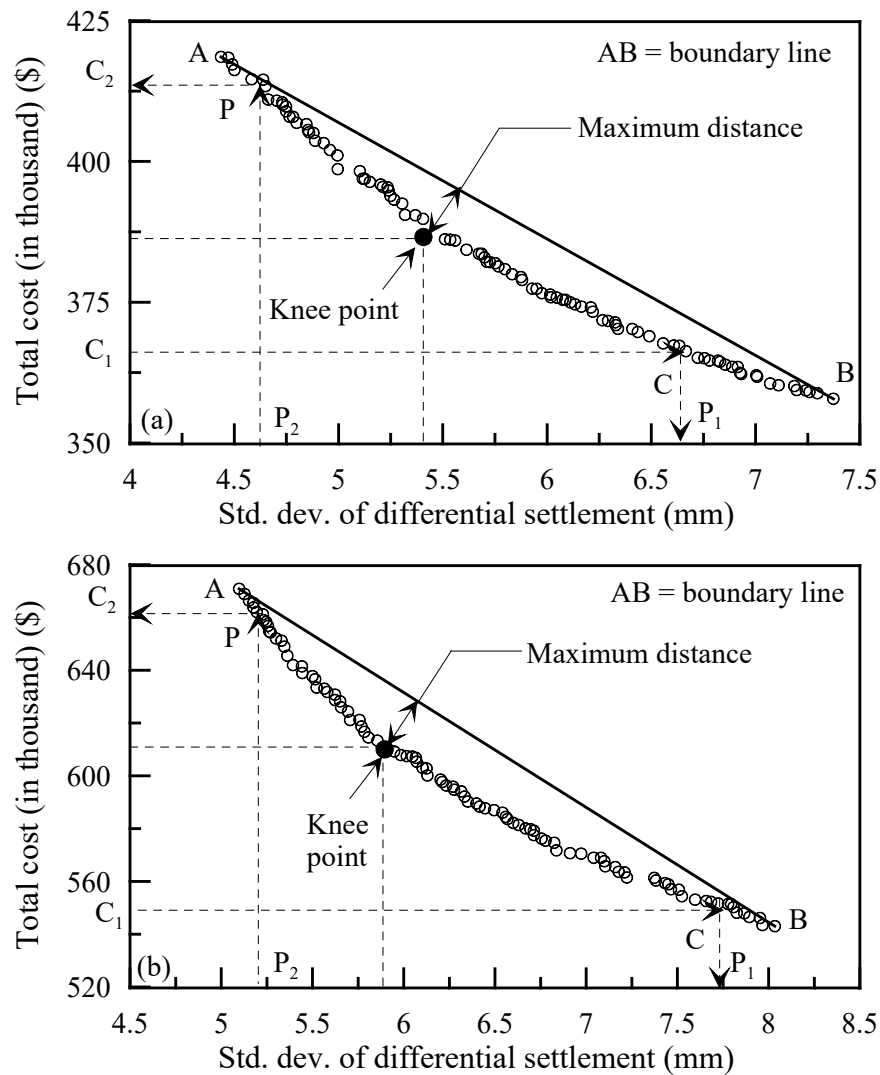 425
A
AB = boundary line
C₂
P
Maximum distance
400
Total cost (in thousand) ($)
375
Knee point
C₁
C
B
P₂
P₁
(a)
350
4 4.5 5 5.5 6 6.5 7 7.5
Std. dev. of differential settlement (mm)
680
A
AB = boundary line
C₂
P
Maximum distance
640
Total cost (in thousand) ($)
600
Knee
point
560
C₁
C
B
P₂
P₁
(b)
520
4.5 5 5.5 6 6.5 7 7.5 8 8.5
Std. dev. of differential settlement (mm)